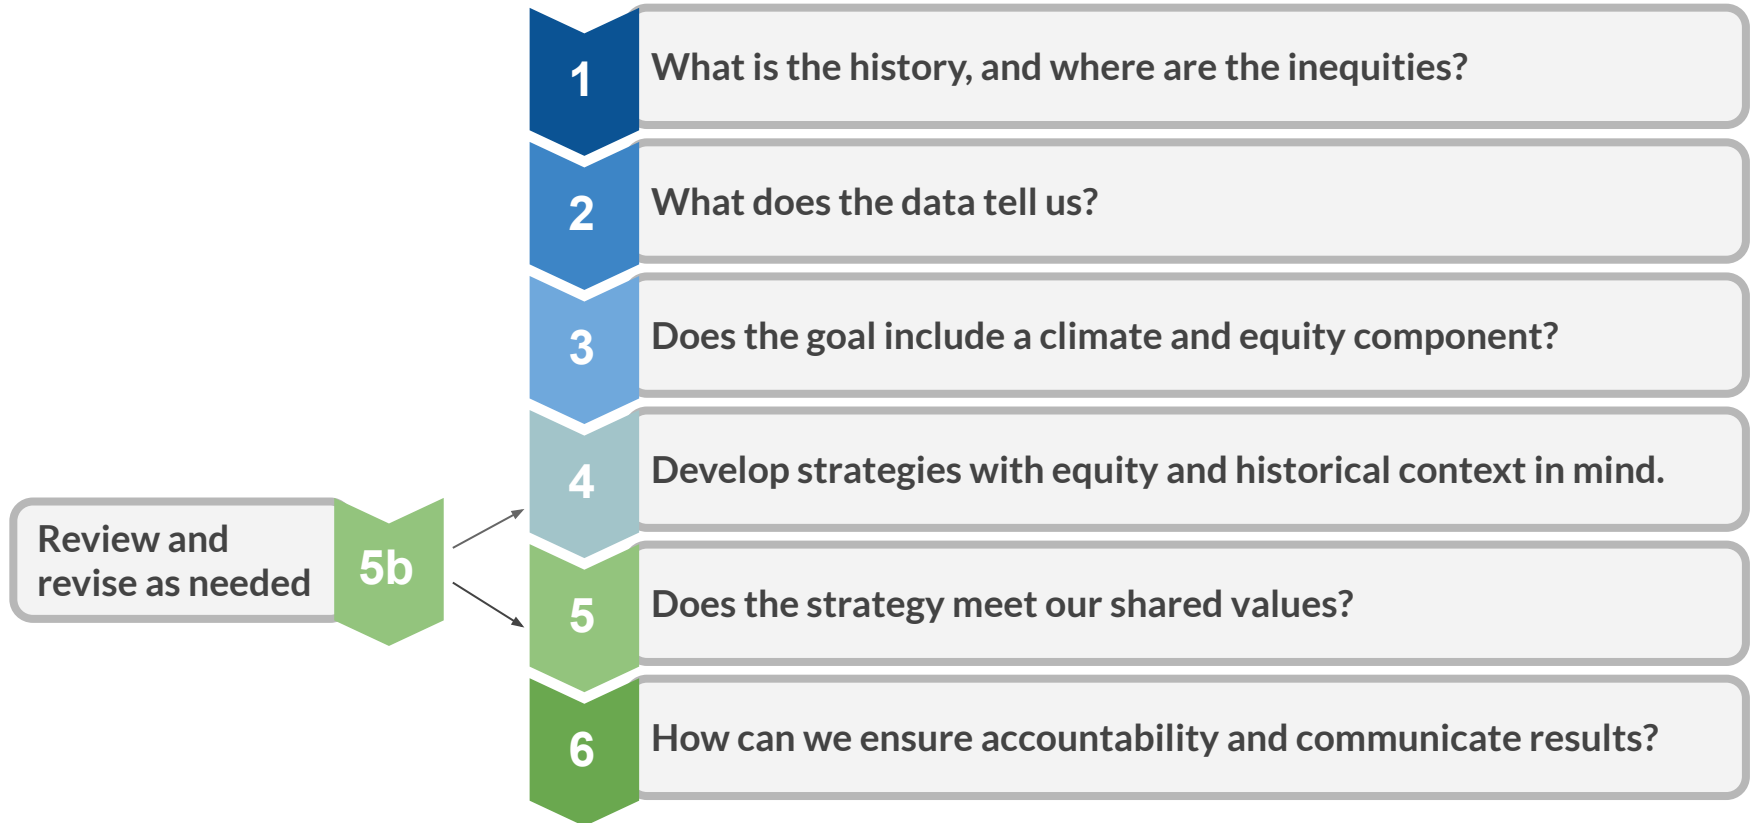 1
What is the history, and where are the inequities?
2
What does the data tell us?
3
Does the goal include a climate and equity component?
4
Develop strategies with equity and historical context in mind.
Review and
revise as needed
5b
5
Does the strategy meet our shared values?
6
How can we ensure accountability and communicate results?